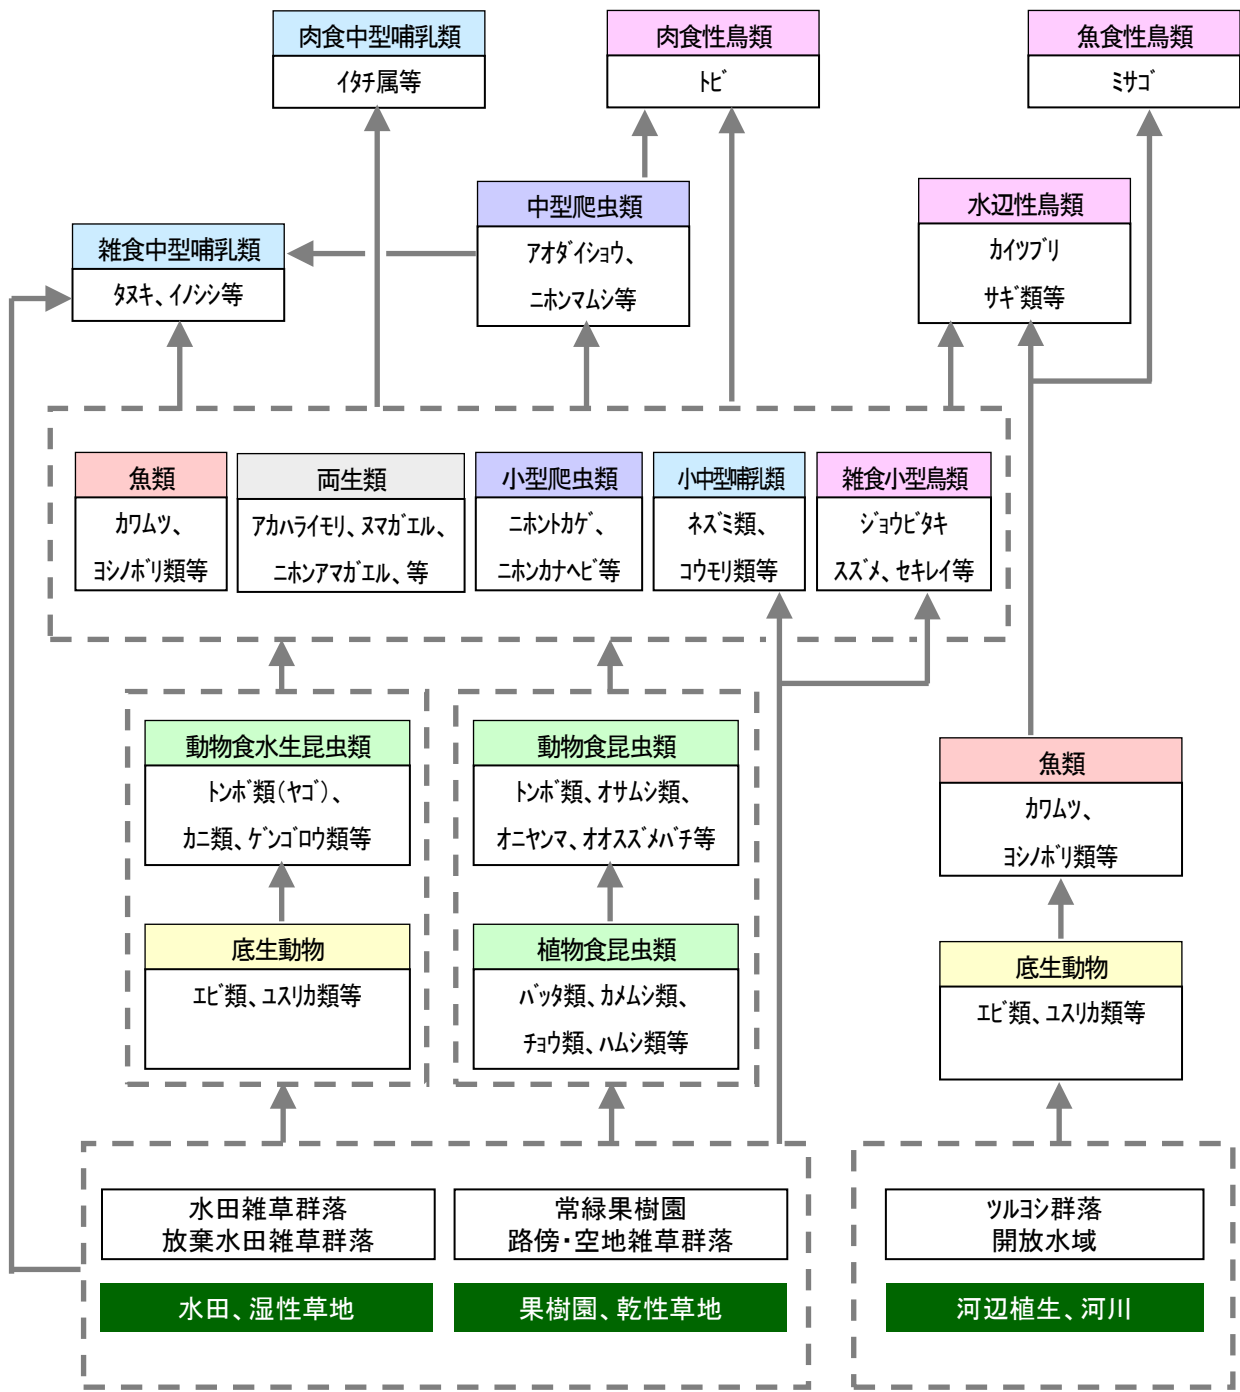 肉食中型哺乳類
イタチ属等
肉食性鳥類
トビ
魚食性鳥類
ミサゴ
中型爬虫類
アオダイショウ、
ニホンマムシ等
水辺性鳥類
カイツブリ
サギ類等
雑食中型哺乳類
タヌキ、イノシシ等
魚類
カワムツ、
ヨシノボリ類等
両生類
アカハライモリ、ヌマガエル、
ニホンアマガエル、等
小型爬虫類
ニホントカゲ、
ニホンカナヘビ等
小中型哺乳類
ネズミ類、
コウモリ類等
雑食小型鳥類
ジョウビタキ
スズメ、セキレイ等
動物食水生昆虫類
トンボ類(ヤゴ)、
カニ類、ゲンゴロウ類等
動物食昆虫類
トンボ類、オサムシ類、
オニヤンマ、オオスズメバチ等
魚類
カワムツ、
ヨシノボリ類等
底生動物
エビ類、ユスリカ類等
植物食昆虫類
バッタ類、カメムシ類、
チョウ類、ハムシ類等
底生動物
エビ類、ユスリカ類等
水田雑草群落
放棄水田雑草群落
常緑果樹園
路傍・空地雑草群落
ツルヨシ群落
開放水域
水田、湿性草地
果樹園、乾性草地
河辺植生、河川